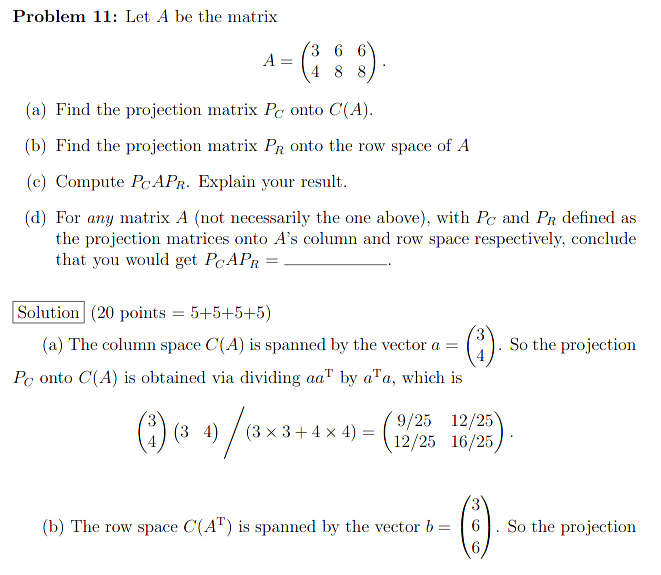 Problem 11: Let A be the matrix
A = \begin{pmatrix} 3 & 6 & 6 \\ 4 & 8 & 8 \end{pmatrix}.
(a) Find the projection matrix P_C onto C(A).
(b) Find the projection matrix P_R onto the row space of A
(c) Compute P_C A P_R. Explain your result.
(d) For any matrix A (not necessarily the one above), with P_C and P_R defined as
the projection matrices onto A's column and row space respectively, conclude
that you would get P_C A P_R = ____________.
Solution (20 points = 5+5+5+5)
(a) The column space C(A) is spanned by the vector a = \begin{pmatrix} 3 \\ 4 \end{pmatrix}. So the projection
P_C onto C(A) is obtained via dividing aa^T by a^T a, which is
\begin{pmatrix} 3 \\ 4 \end{pmatrix} \begin{pmatrix} 3 & 4 \end{pmatrix} / (3 × 3 + 4 × 4) = \begin{pmatrix} 9/25 & 12/25 \\ 12/25 & 16/25 \end{pmatrix}.
(b) The row space C(A^T) is spanned by the vector b = \begin{pmatrix} 3 \\ 6 \\ 6 \end{pmatrix}. So the projection